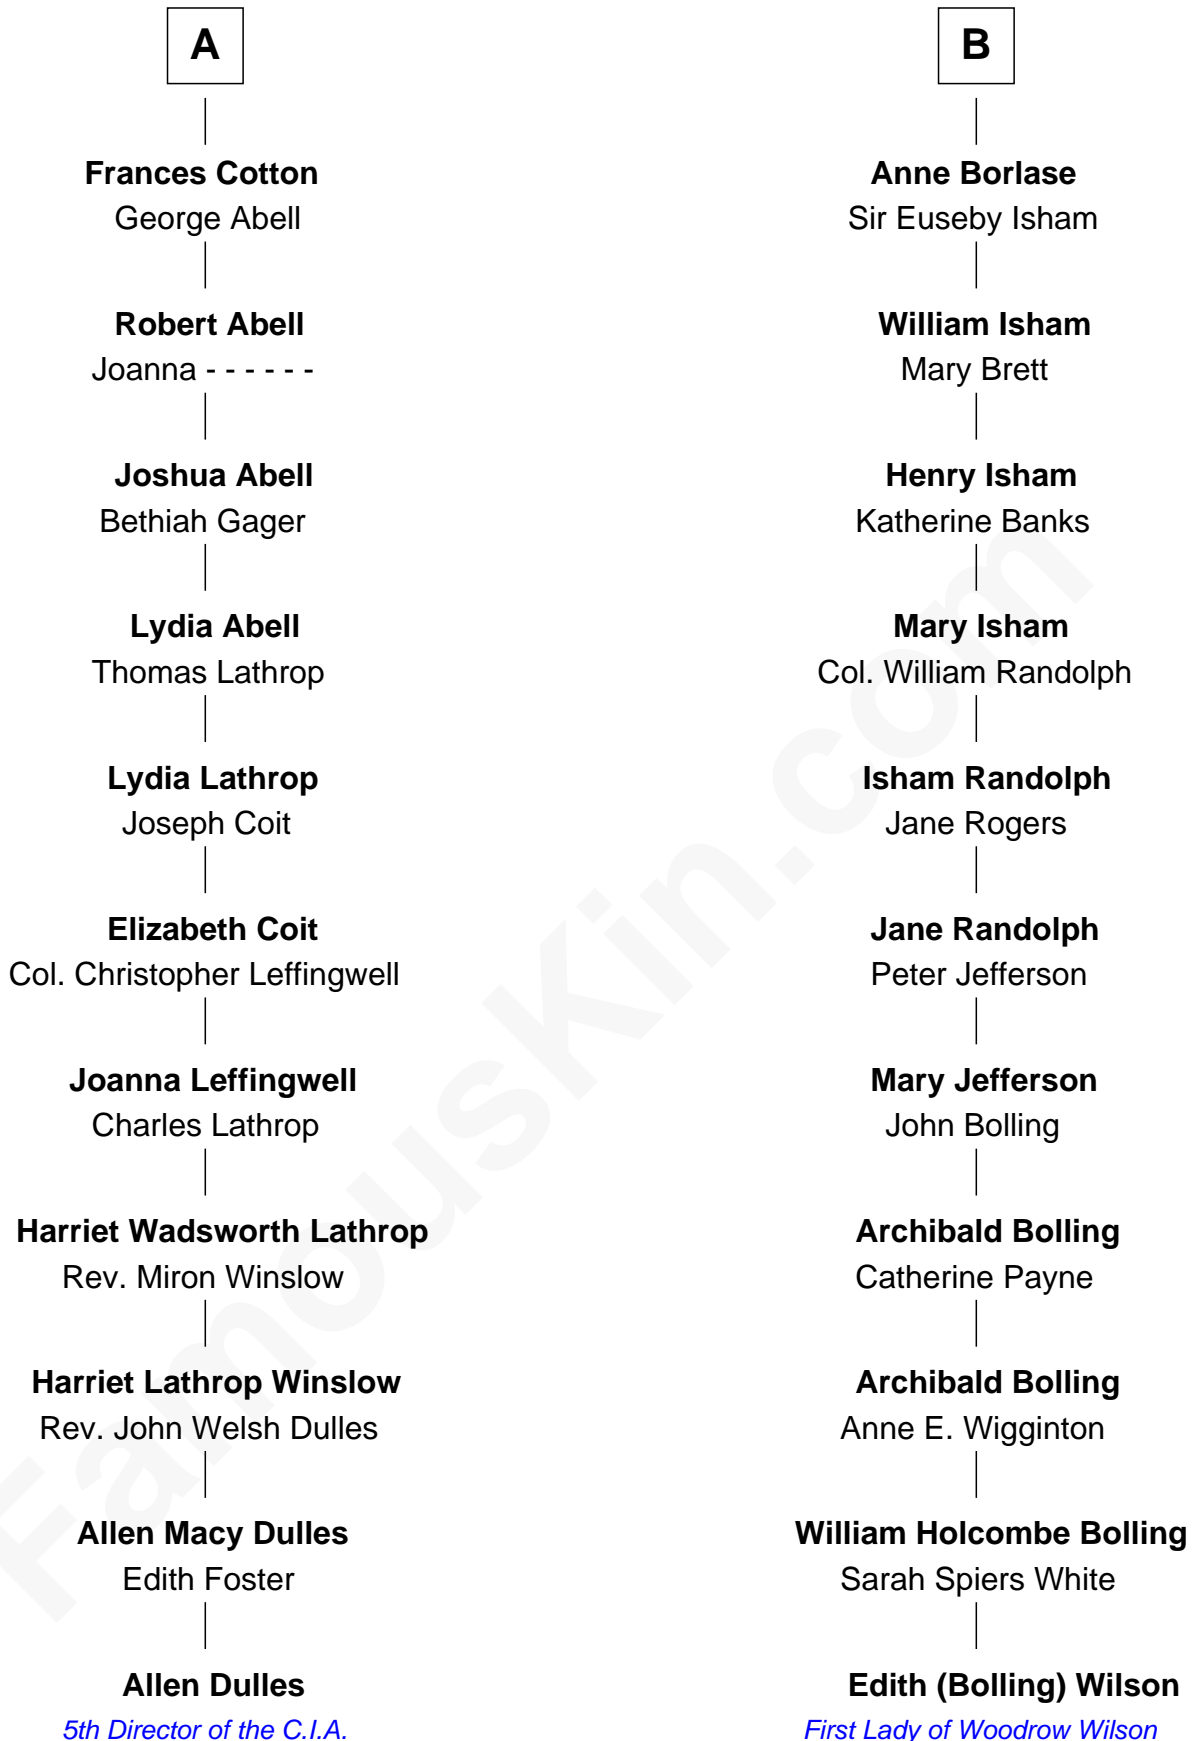 A
Frances Cotton
George Abell
Robert Abell
Joanna - - - - - -
Joshua Abell
Bethiah Gager
Lydia Abell
Thomas Lathrop
Lydia Lathrop
Joseph Coit
Elizabeth Coit
Col. Christopher Leffingwell
Joanna Leffingwell
Charles Lathrop
Harriet Wadsworth Lathrop
Rev. Miron Winslow
Harriet Lathrop Winslow
Rev. John Welsh Dulles
Allen Macy Dulles
Edith Foster
Allen Dulles
5th Director of the C.I.A.
B
Anne Borlase
Sir Euseby Isham
William Isham
Mary Brett
Henry Isham
Katherine Banks
Mary Isham
Col. William Randolph
Isham Randolph
Jane Rogers
Jane Randolph
Peter Jefferson
Mary Jefferson
John Bolling
Archibald Bolling
Catherine Payne
Archibald Bolling
Anne E. Wigginton
William Holcombe Bolling
Sarah Spiers White
Edith (Bolling) Wilson
First Lady of Woodrow Wilson
FamousKin.com